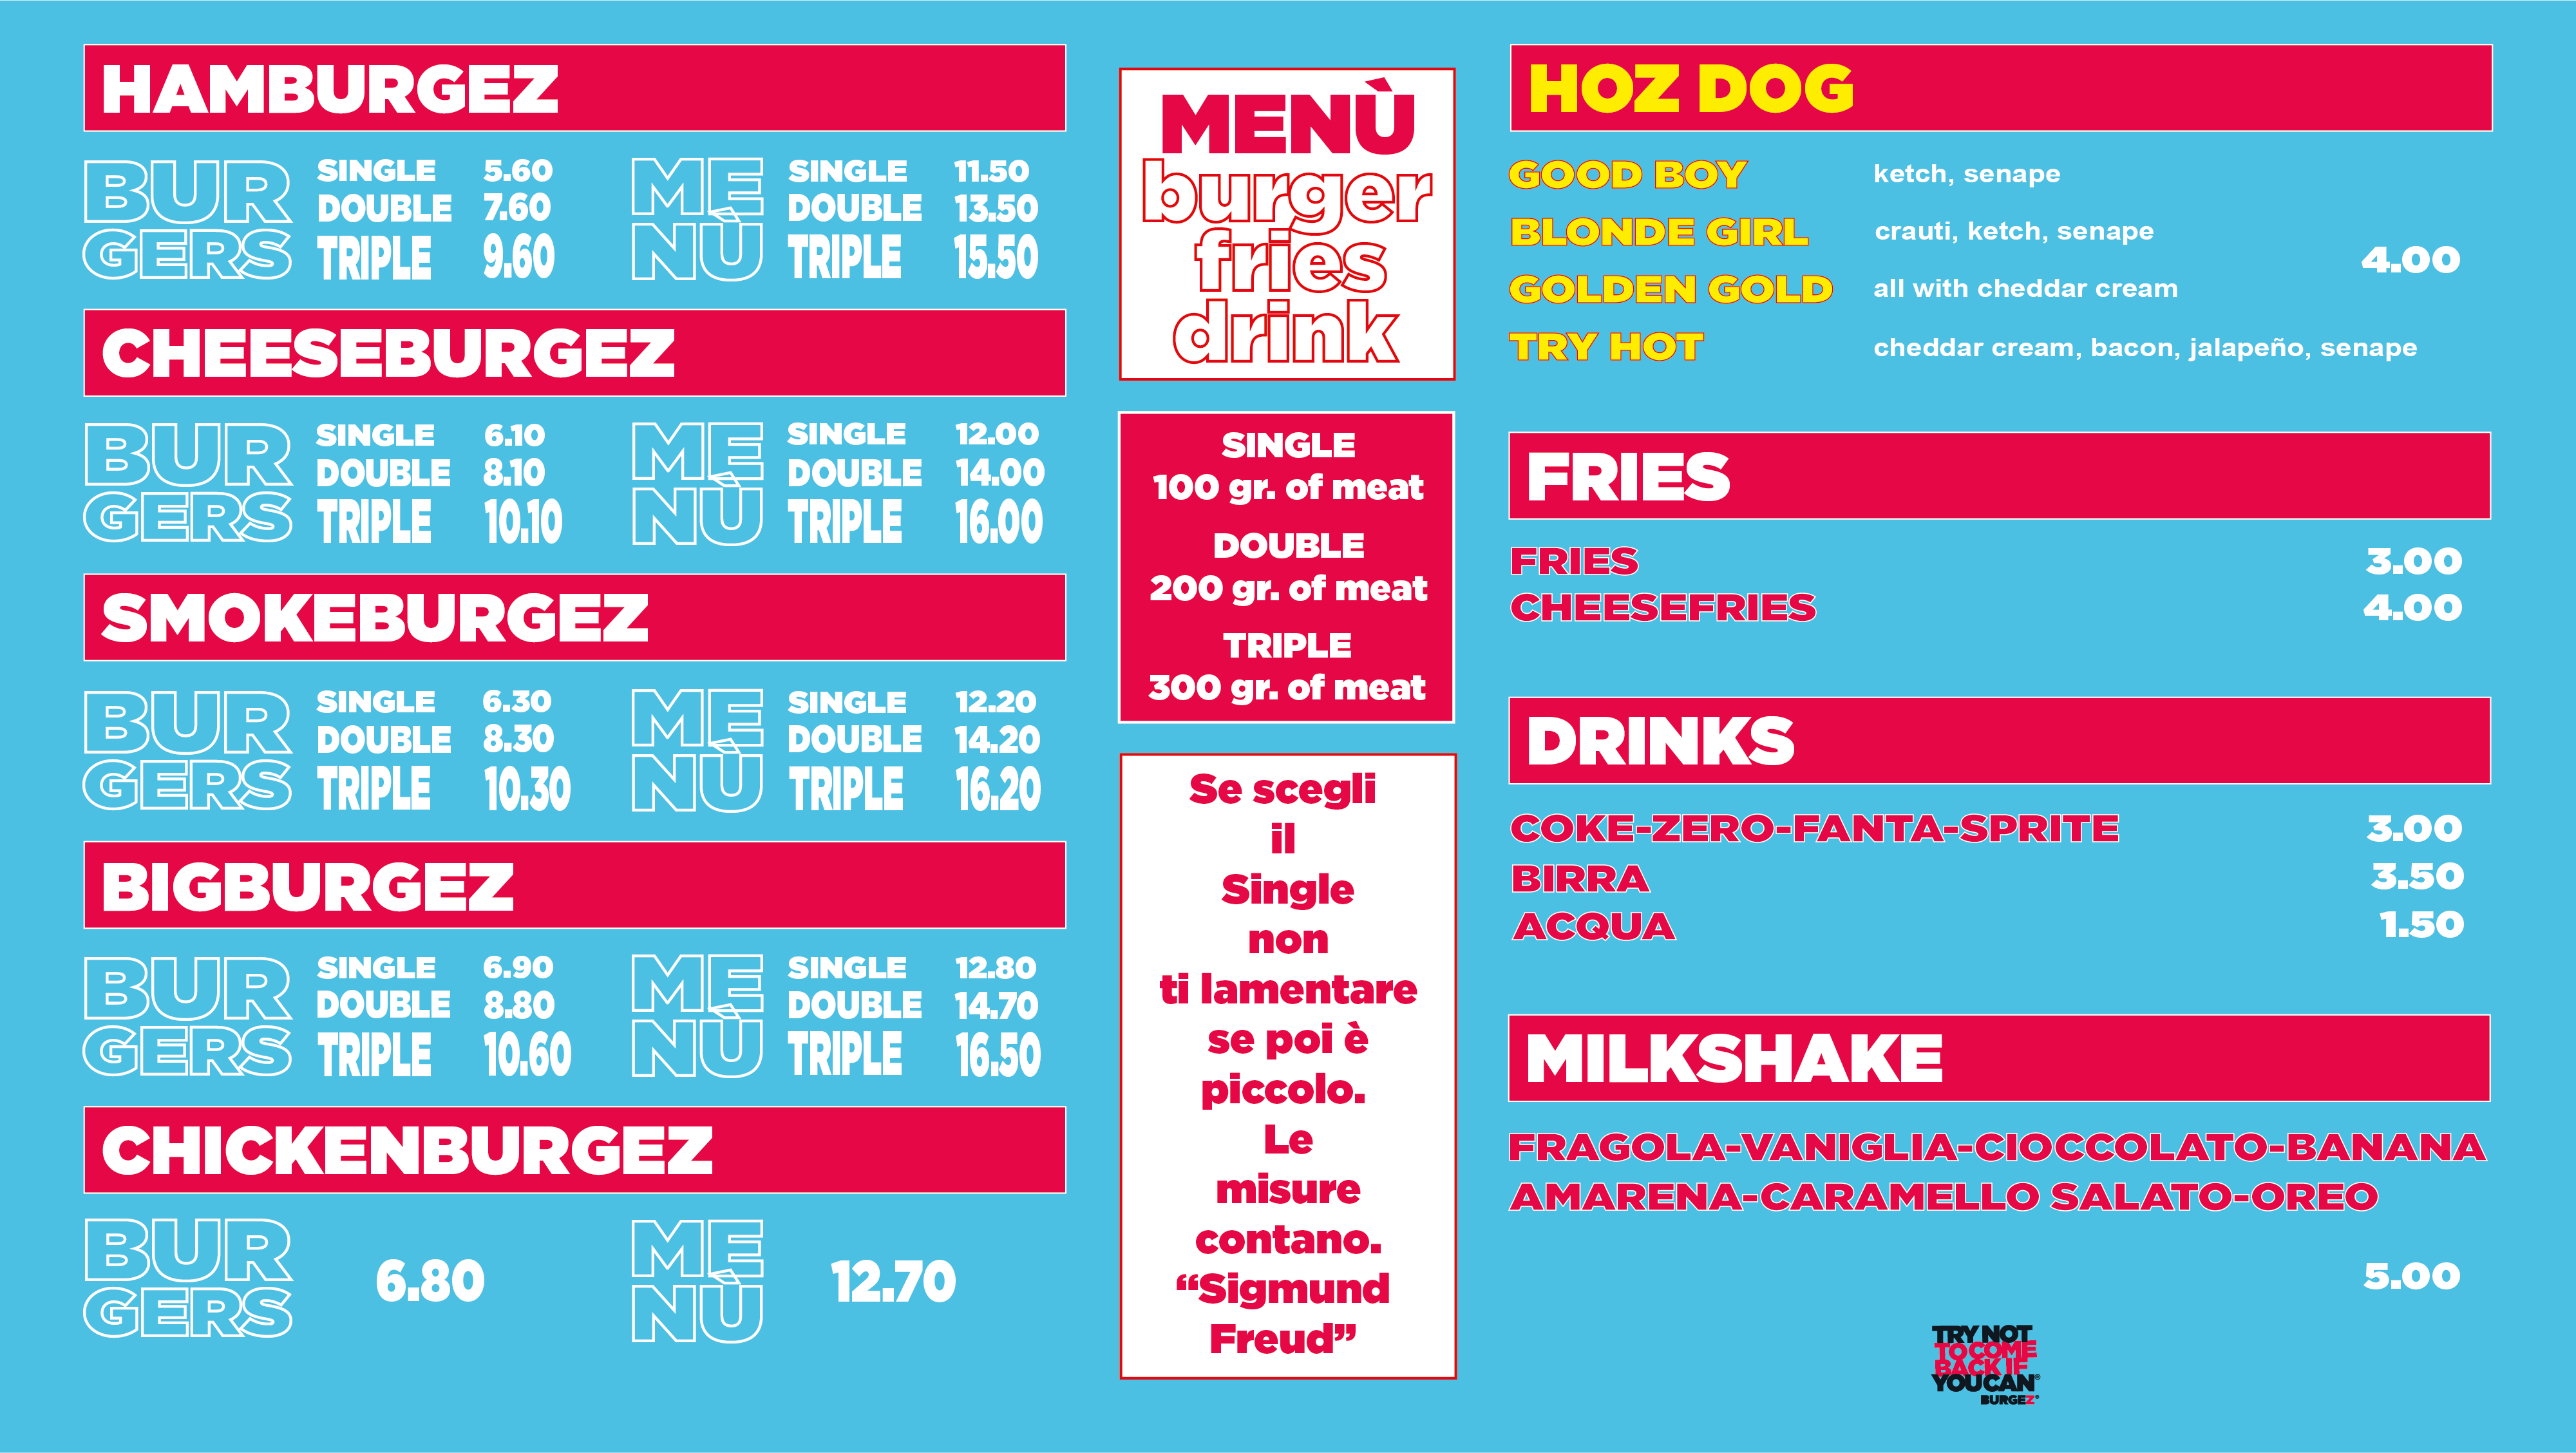 HAMBURGEZ
BUR
GERS
SINGLE 5.60
DOUBLE 7.60
TRIPLE 9.60
ME
NÙ
SINGLE 11.50
DOUBLE 13.50
TRIPLE 15.50
CHEESEBURGEZ
BUR
GERS
SINGLE 6.10
DOUBLE 8.10
TRIPLE 10.10
ME
NÙ
SINGLE 12.00
DOUBLE 14.00
TRIPLE 16.00
SMOKEBURGEZ
BUR
GERS
SINGLE 6.30
DOUBLE 8.30
TRIPLE 10.30
ME
NÙ
SINGLE 12.20
DOUBLE 14.20
TRIPLE 16.20
BIGBURGEZ
BUR
GERS
SINGLE 6.90
DOUBLE 8.80
TRIPLE 10.60
ME
NÙ
SINGLE 12.80
DOUBLE 14.70
TRIPLE 16.50
CHICKENBURGEZ
BUR
GERS
6.80
ME
NÙ
12.70
MENÙ
burger
fries
drink
SINGLE
100 gr. of meat
DOUBLE
200 gr. of meat
TRIPLE
300 gr. of meat
Se scegli
il
Single
non
ti lamentare
se poi è
piccolo.
Le
misure
contano.
“Sigmund
Freud”
HOZ DOG
GOOD BOY ketch, senape
BLONDE GIRL crauti, ketch, senape
4.00
GOLDEN GOLD all with cheddar cream
TRY HOT cheddar cream, bacon, jalapeño, senape
FRIES
FRIES 3.00
CHEESEFRIES 4.00
DRINKS
COKE-ZERO-FANTA-SPRITE 3.00
BIRRA 3.50
ACQUA 1.50
MILKSHAKE
FRAGOLA-VANIGLIA-CIOCCOLATO-BANANA
AMARENA-CARAMELLO SALATO-OREO
5.00
TRY NOT
TO COME
BACK IF
YOU CAN®
BURGEZ®